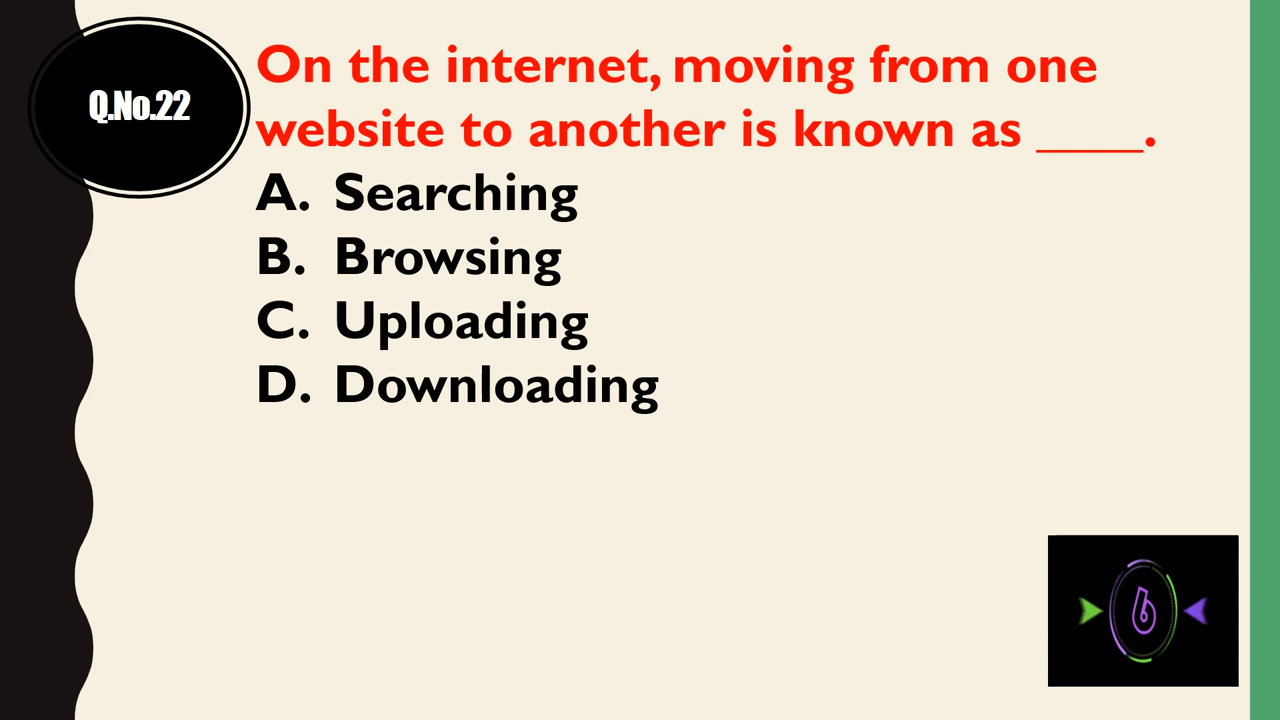 Q.No.22
On the internet, moving from one
website to another is known as ____.
A. Searching
B. Browsing
C. Uploading
D. Downloading
6